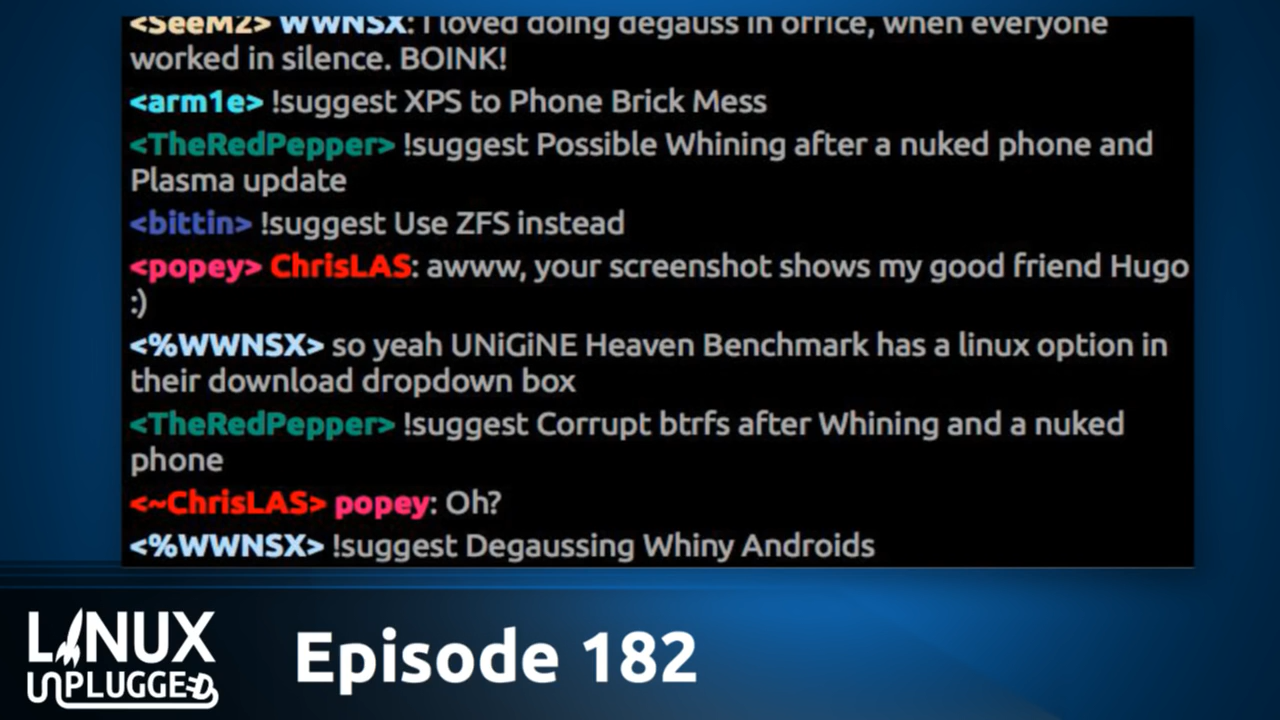 <SeeM2> WWNSX: I loved doing degauss in office, when everyone
worked in silence. BOINK!
<arm1e> !suggest XPS to Phone Brick Mess
<TheRedPepper> !suggest Possible Whining after a nuked phone and
Plasma update
<bittin> !suggest Use ZFS instead
<popey> ChrisLAS: awww, your screenshot shows my good friend Hugo
:)
<%WWNSX> so yeah UNiGiNE Heaven Benchmark has a linux option in
their download dropdown box
<TheRedPepper> !suggest Corrupt btrfs after Whining and a nuked
phone
<~ChrisLAS> popey: Oh?
<%WWNSX> !suggest Degaussing Whiny Androids
LINUX
UNPLUGGED
Episode 182